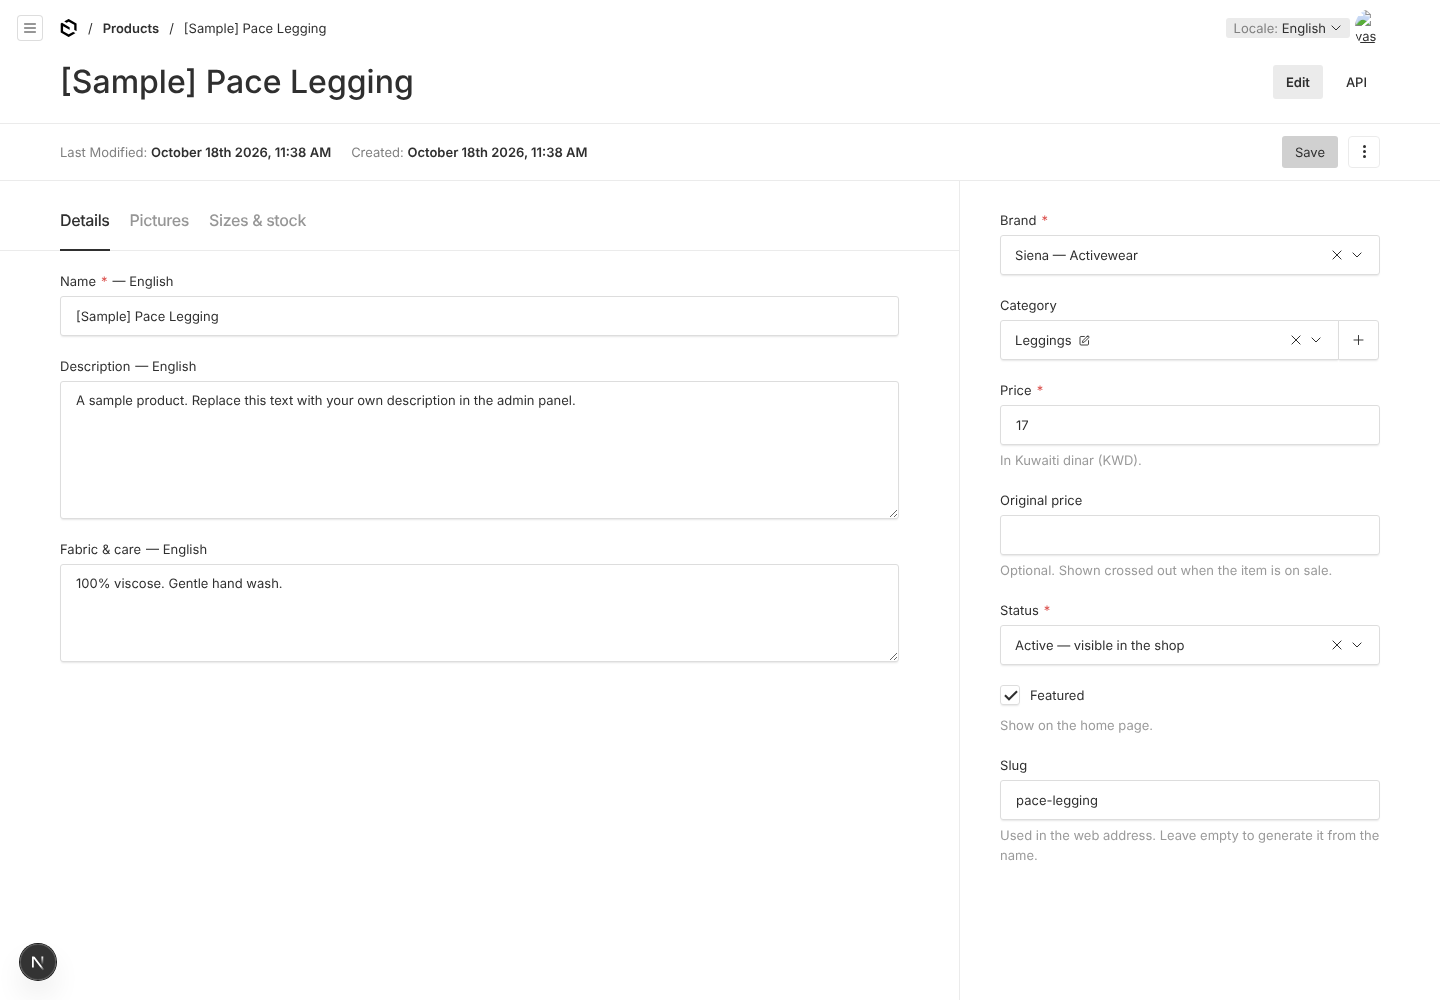 / Products / [Sample] Pace Legging
Locale: English
vas
[Sample] Pace Legging
Edit
API
Last Modified: October 18th 2026, 11:38 AM
Created: October 18th 2026, 11:38 AM
Save
Details
Pictures
Sizes & stock
Name * — English
[Sample] Pace Legging
Description — English
A sample product. Replace this text with your own description in the admin panel.
Fabric & care — English
100% viscose. Gentle hand wash.
Brand *
Siena — Activewear
Category
Leggings
Price *
17
In Kuwaiti dinar (KWD).
Original price
Optional. Shown crossed out when the item is on sale.
Status *
Active — visible in the shop
Featured
Show on the home page.
Slug
pace-legging
Used in the web address. Leave empty to generate it from the
name.
N